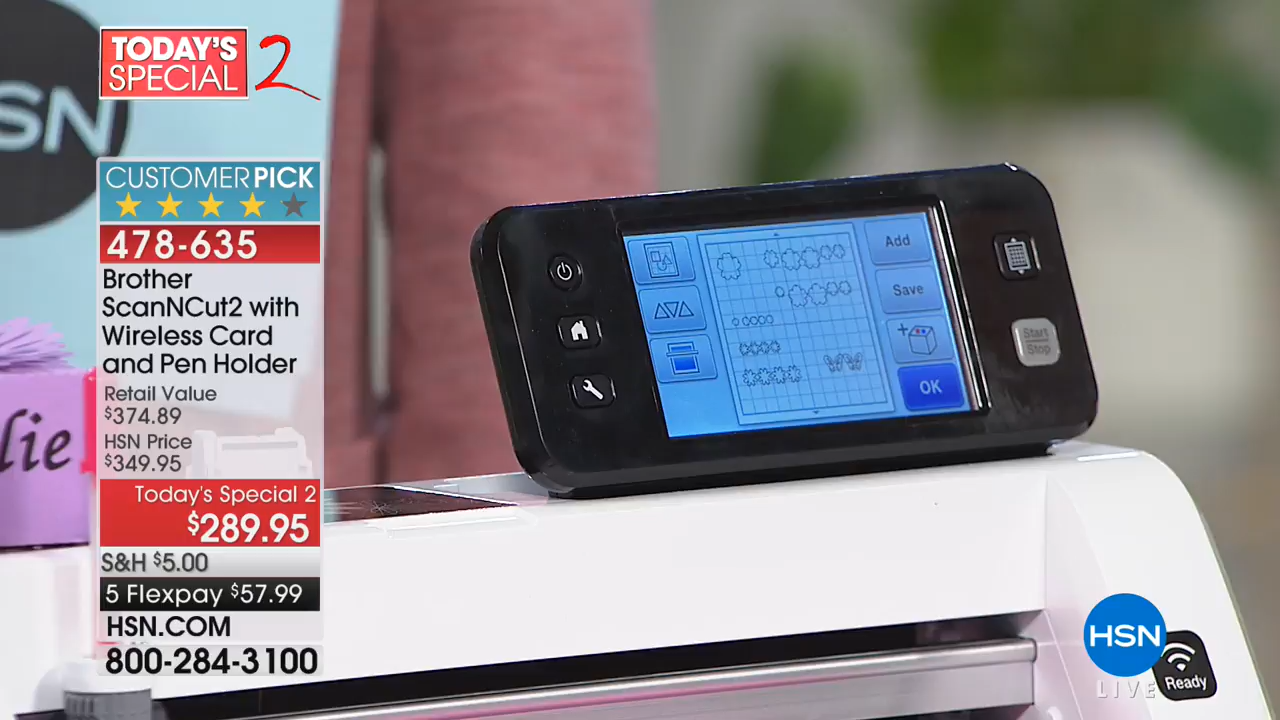 TODAY'S
SPECIAL 2
SN
CUSTOMER PICK
478-635
Brother
ScanNCut2 with
Wireless Card
and Pen Holder
Retail Value
$374.89
HSN Price
$349.95
Today's Special 2
$289.95
S&H $5.00
5 Flexpay $57.99
HSN.COM
800-284-3100
lie
Add
Save
OK
Start
Stop
HSN
LIVE
Ready